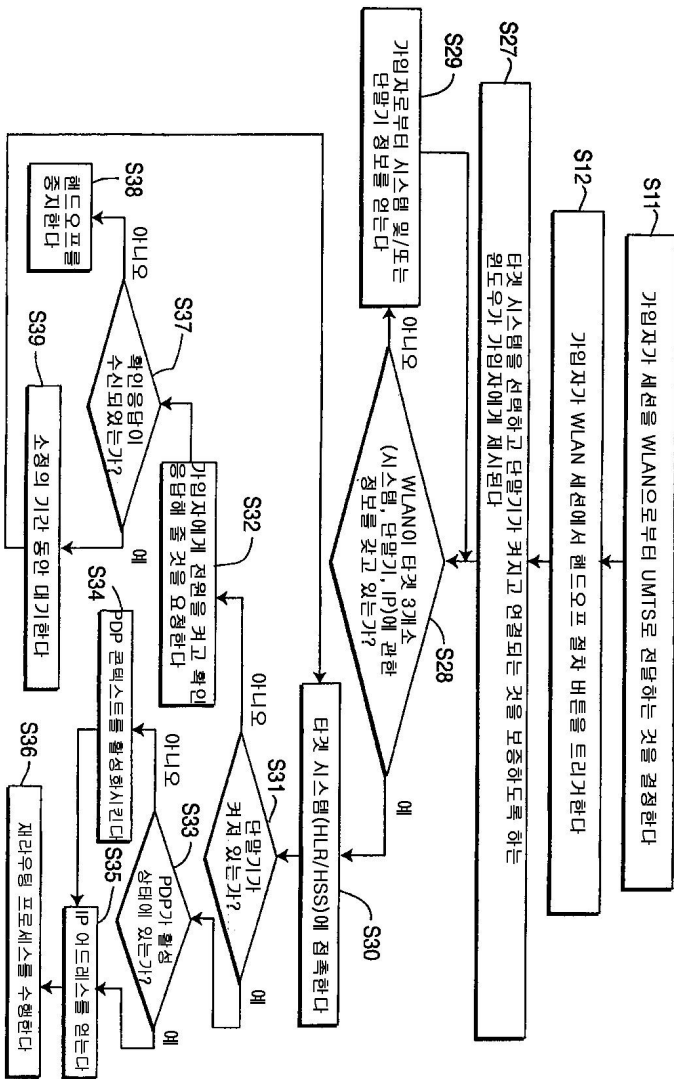 S11
가입자가 세션을 WLAN으로부터 UMTS로 전달하는 것을 결정한다
S12
가입자가 WLAN 세션에서 핸드오프 절차 버튼을 트리거한다
S27
타겟 시스템을 선택하고 단말기가 켜지고 연결되는 것을 보증하도록 하는
윈도우가 가입자에게 제시된다
S28
WLAN이 타겟 3개소
(시스템, 단말기, IP)에 관한
정보를 갖고 있는가?
아니오
예
S29
가입자로부터 시스템 및/또는
단말기 정보를 얻는다
S30
타겟 시스템(HLR/HSS)에 접촉한다
S31
단말기가
켜져 있는가?
아니오
예
S32
가입자에게 전원을 켜고 확인
응답해 줄 것을 요청한다
S33
PDP가 활성
상태에 있는가?
아니오
예
S34
PDP 콘텍스트를 활성화시킨다
S35
IP 어드레스를 얻는다
S36
재라우팅 프로세스를 수행한다
S37
확인응답이
수신되었는가?
아니오
예
S38
핸드오프를
중지한다
S39
소정의 기간 동안 대기한다